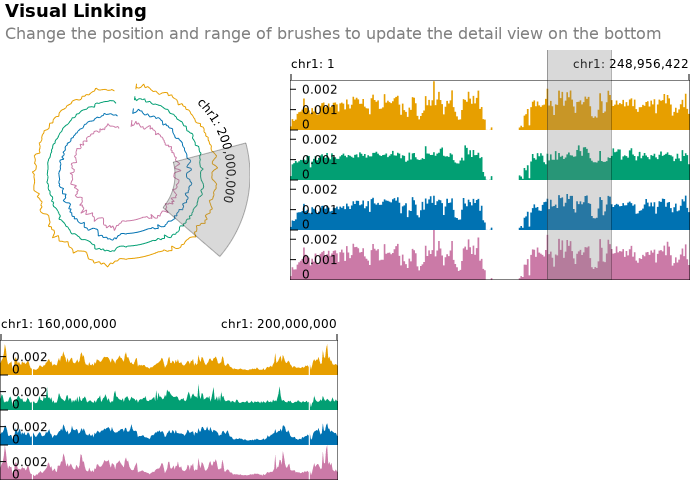 Visual Linking
Change the position and range of brushes to update the detail view on the bottom
chr1: 200,000,000
chr1: 1
chr1: 248,956,422
0.002
0.001
0
0.002
0.001
0
0.002
0.001
0
0.002
0.001
0
chr1: 160,000,000
chr1: 200,000,000
0.002
0
0.002
0
0.002
0
0.002
0